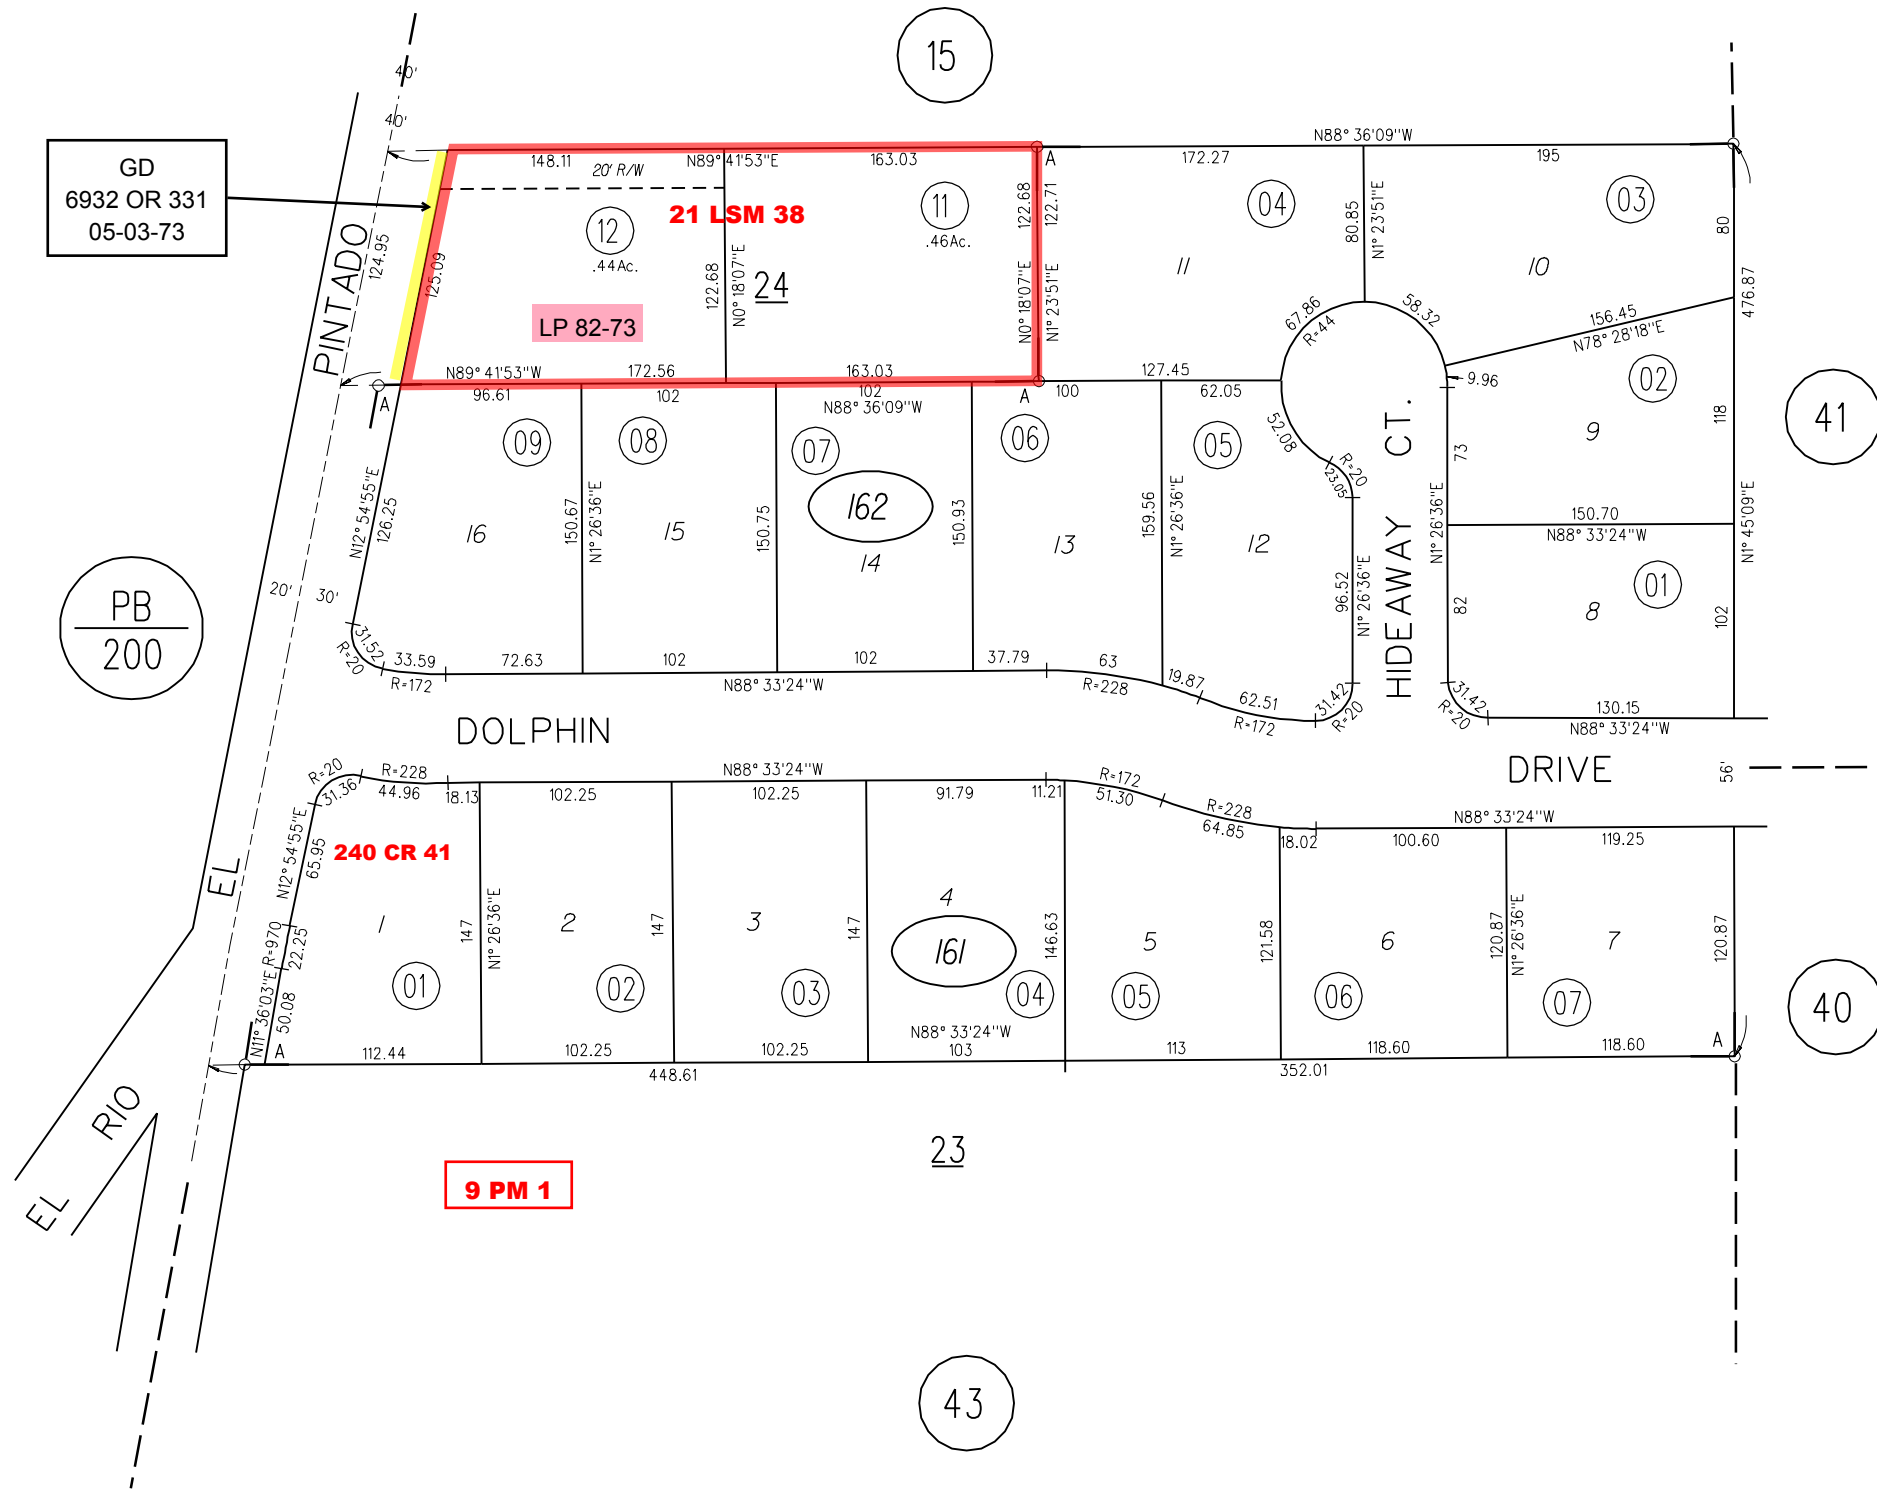 40'
15
40'
N88° 36'09"W
GD
6932 OR 331
05-03-73
148.11
N89° 41'53"E
163.03
A
172.27
195
20' R/W
12
.44Ac.
21 LSM 38
11
.46Ac.
122.68
122.71
04
80.85
N1° 23'51"E
03
80
PINTADO
124.95
125.09
122.68
N0° 18'07"E
24
N0° 18'07"E
N1° 23'51"E
11
10
476.87
LP 82-73
67.86
R=44
58.32
156.45
N78° 28'18"E
N89° 41'53"W
172.56
163.03
127.45
9.96
02
A
96.61
102
102
N88° 36'09"W
A
100
62.05
09
08
07
06
05
52.08
R=20
23.05
HIDEAWAY CT.
73
9
118
41
N12° 54'55"E
126.25
16
150.67
N1° 26'36"E
15
150.75
162
14
150.93
13
159.56
N1° 26'36"E
12
N1° 26'36"E
150.70
N88° 33'24"W
N1° 45'09"E
PB
200
20'
30'
96.52
N1° 26'36"E
82
8
01
102
31.52
R=20
33.59
R=172
72.63
102
102
N88° 33'24"W
37.79
63
R=228
19.87
62.51
R=172
31.42
R=20
31.42
R=20
130.15
N88° 33'24"W
DOLPHIN
DRIVE
56'
R=20
31.36
R=228
44.96
18.13
102.25
N88° 33'24"W
102.25
91.79
11.21
R=172
51.30
R=228
64.85
N88° 33'24"W
18.02
100.60
119.25
N12° 54'55"E
65.95
240 CR 41
EL
1
147
N1° 26'36"E
2
147
3
147
4
161
146.63
5
121.58
6
120.87
N1° 26'36"E
7
120.87
R=970
22.25
01
02
03
04
05
06
07
40
N11° 36'03"E
50.08
A
112.44
102.25
102.25
N88° 33'24"W
103
113
118.60
118.60
A
448.61
352.01
RIO
EL
23
9 PM 1
43